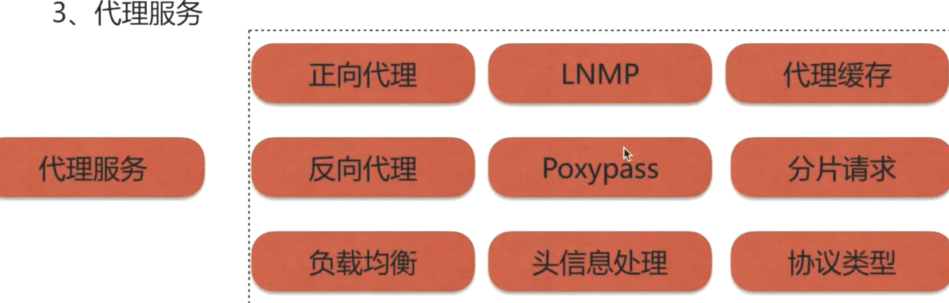 3、代理服务
正向代理
LNMP
代理缓存
代理服务
反向代理
Poxypass
分片请求
负载均衡
头信息处理
协议类型